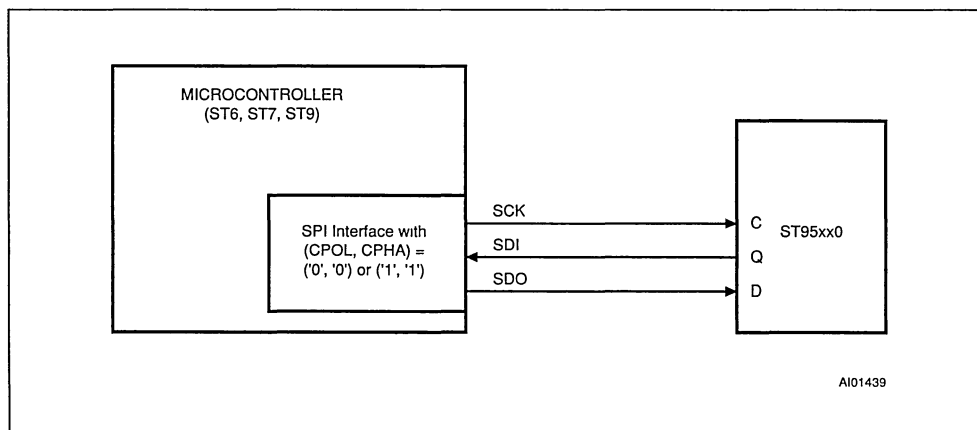 MICROCONTROLLER
(ST6, ST7, ST9)
SPI Interface with
(CPOL, CPHA) =
('0', '0') or ('1', '1')
SCK
SDI
SDO
C
Q
D
ST95xx0
AI01439